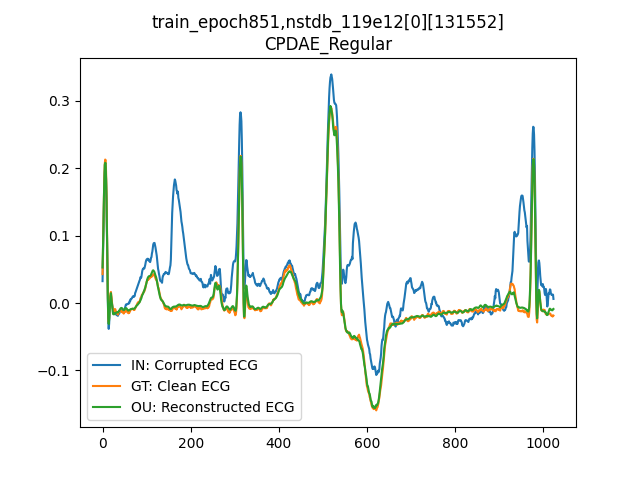 train_epoch851,nstdb_119e12[0][131552]
CPDAE_Regular
0.3
0.2
0.1
0.0
−0.1
IN: Corrupted ECG
GT: Clean ECG
OU: Reconstructed ECG
0 200 400 600 800 1000